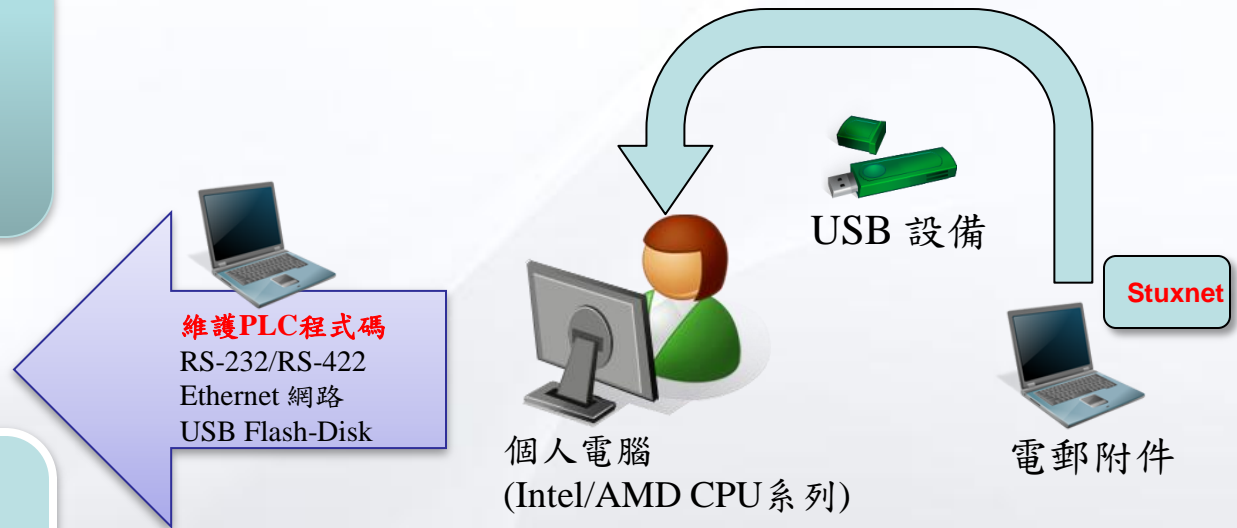 USB 設備
Stuxnet
維護PLC程式碼
RS-232/RS-422
Ethernet 網路
USB Flash-Disk
個人電腦
(Intel/AMD CPU系列)
電郵附件